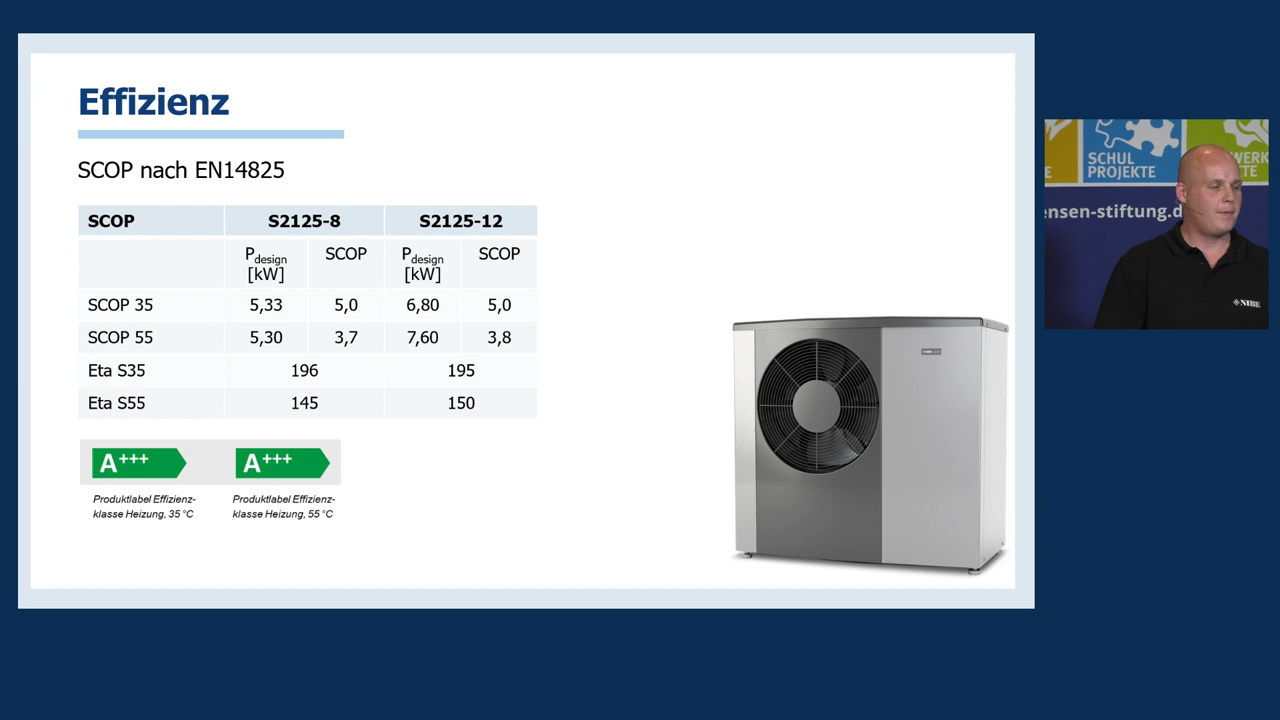 Effizienz
SCOP nach EN14825
SCOP S2125-8 S2125-12
Pdesign [kW] SCOP Pdesign [kW] SCOP
SCOP 35 5,33 5,0 6,80 5,0
SCOP 55 5,30 3,7 7,60 3,8
Eta S35 196 195
Eta S55 145 150
A+++ A+++
Produktlabel Effizienz-
klasse Heizung, 35 °C
Produktlabel Effizienz-
klasse Heizung, 55 °C
SCHUL
PROJEKTE
ensen-stiftung.d
NIBE